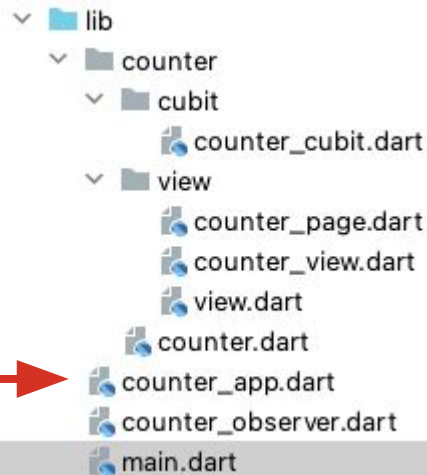 lib
counter
cubit
counter_cubit.dart
view
counter_page.dart
counter_view.dart
view.dart
counter.dart
counter_app.dart
counter_observer.dart
main.dart